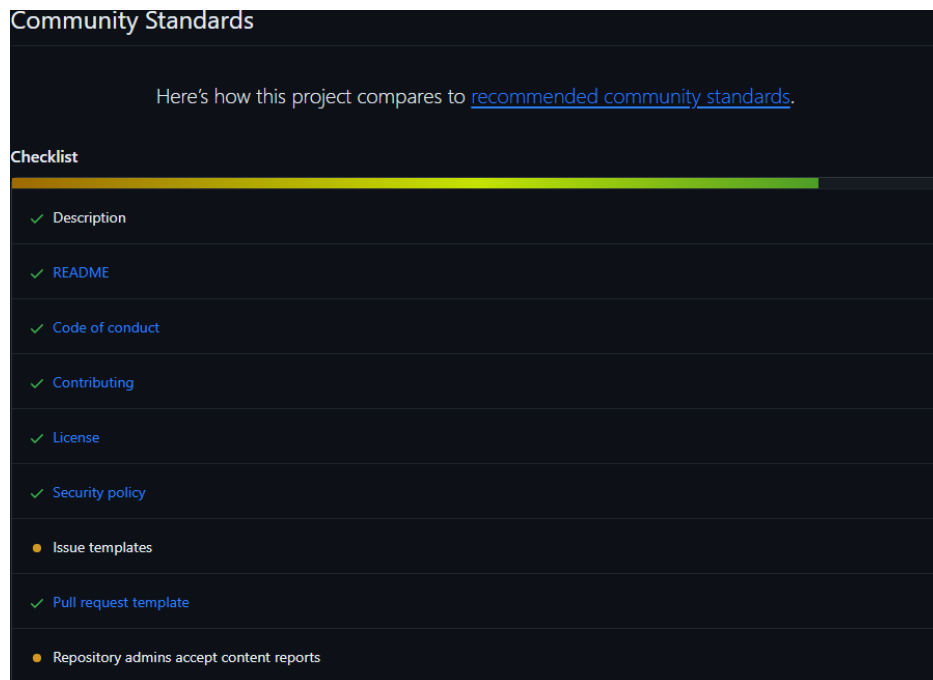 Community Standards
Here’s how this project compares to recommended community standards.
Checklist
Description
README
Code of conduct
Contributing
License
Security policy
Issue templates
Pull request template
Repository admins accept content reports